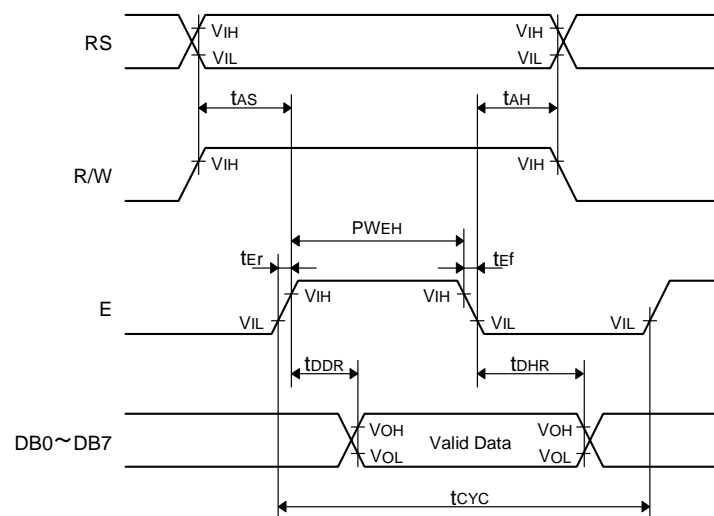 RS VIH VIH
VIL VIL
tAS tAH
R/W VIH VIH
PWEH
tEr tEf
E VIH VIH
VIL VIL VIL
tDDR tDHR
VOH VOH
DB0～DB7 Valid Data
VOL VOL
tCYC